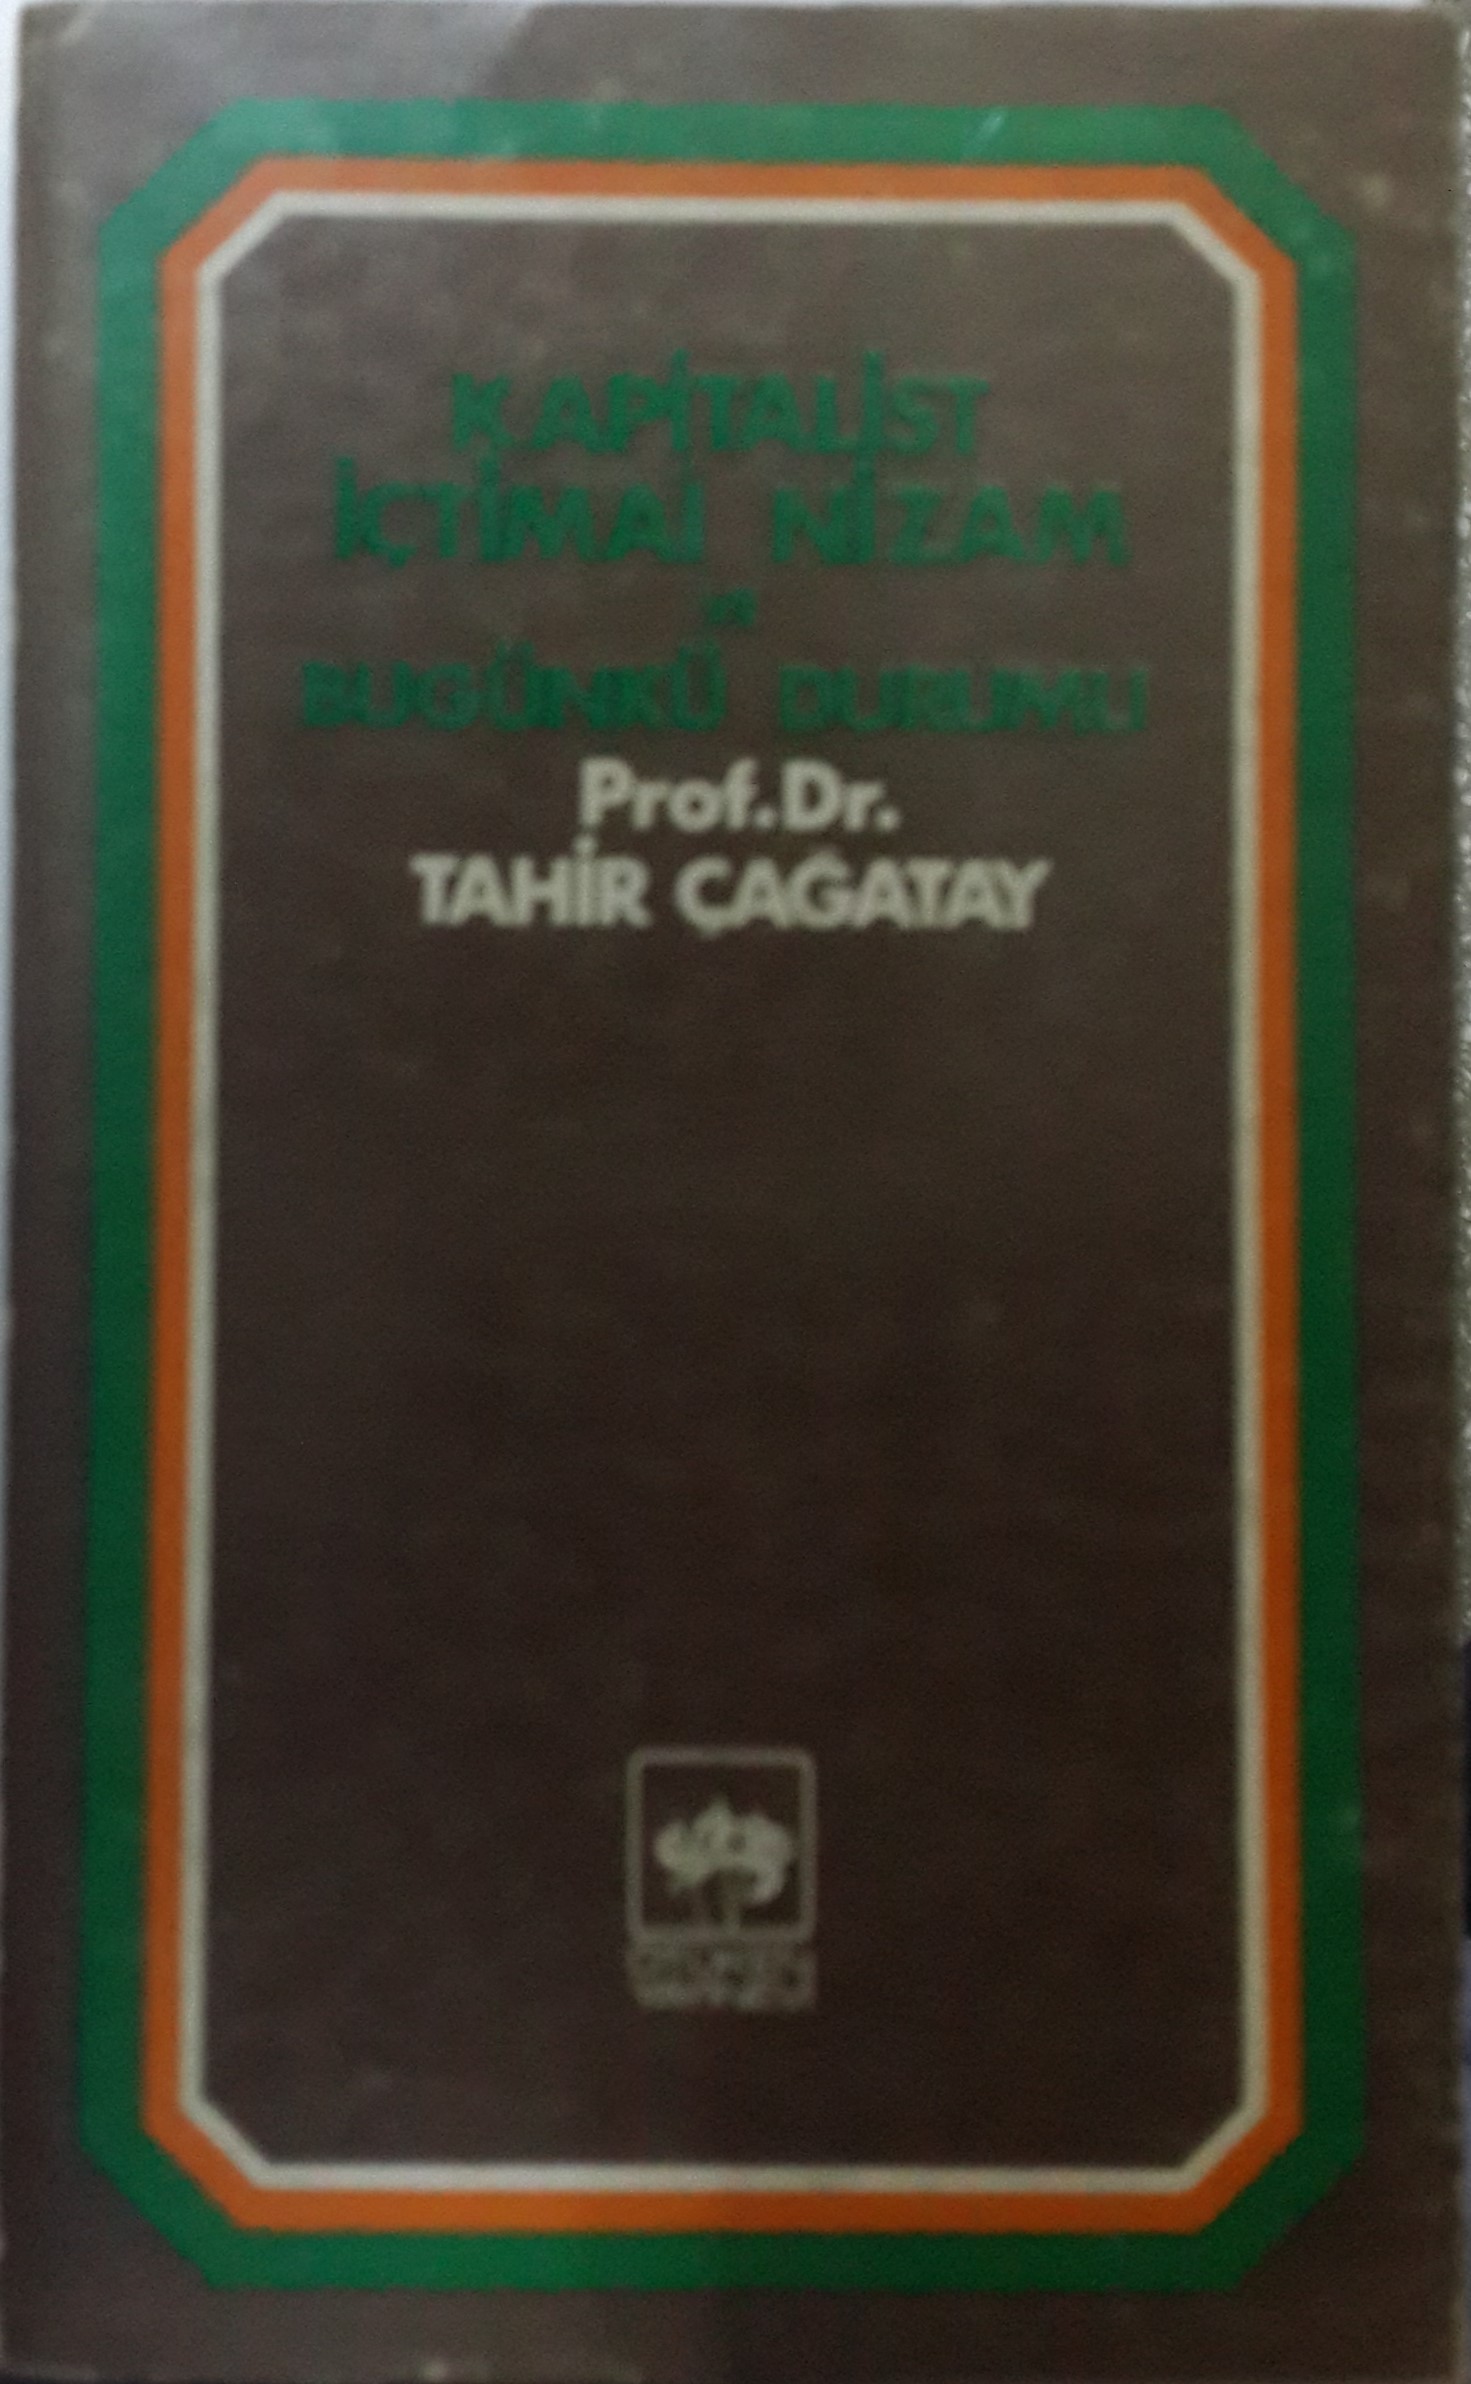 KAPİTALİST
İÇTİMAİ NİZAM
ve
BUGÜNKÜ DURUMU
Prof.Dr.
TAHİR ÇAĞATAY